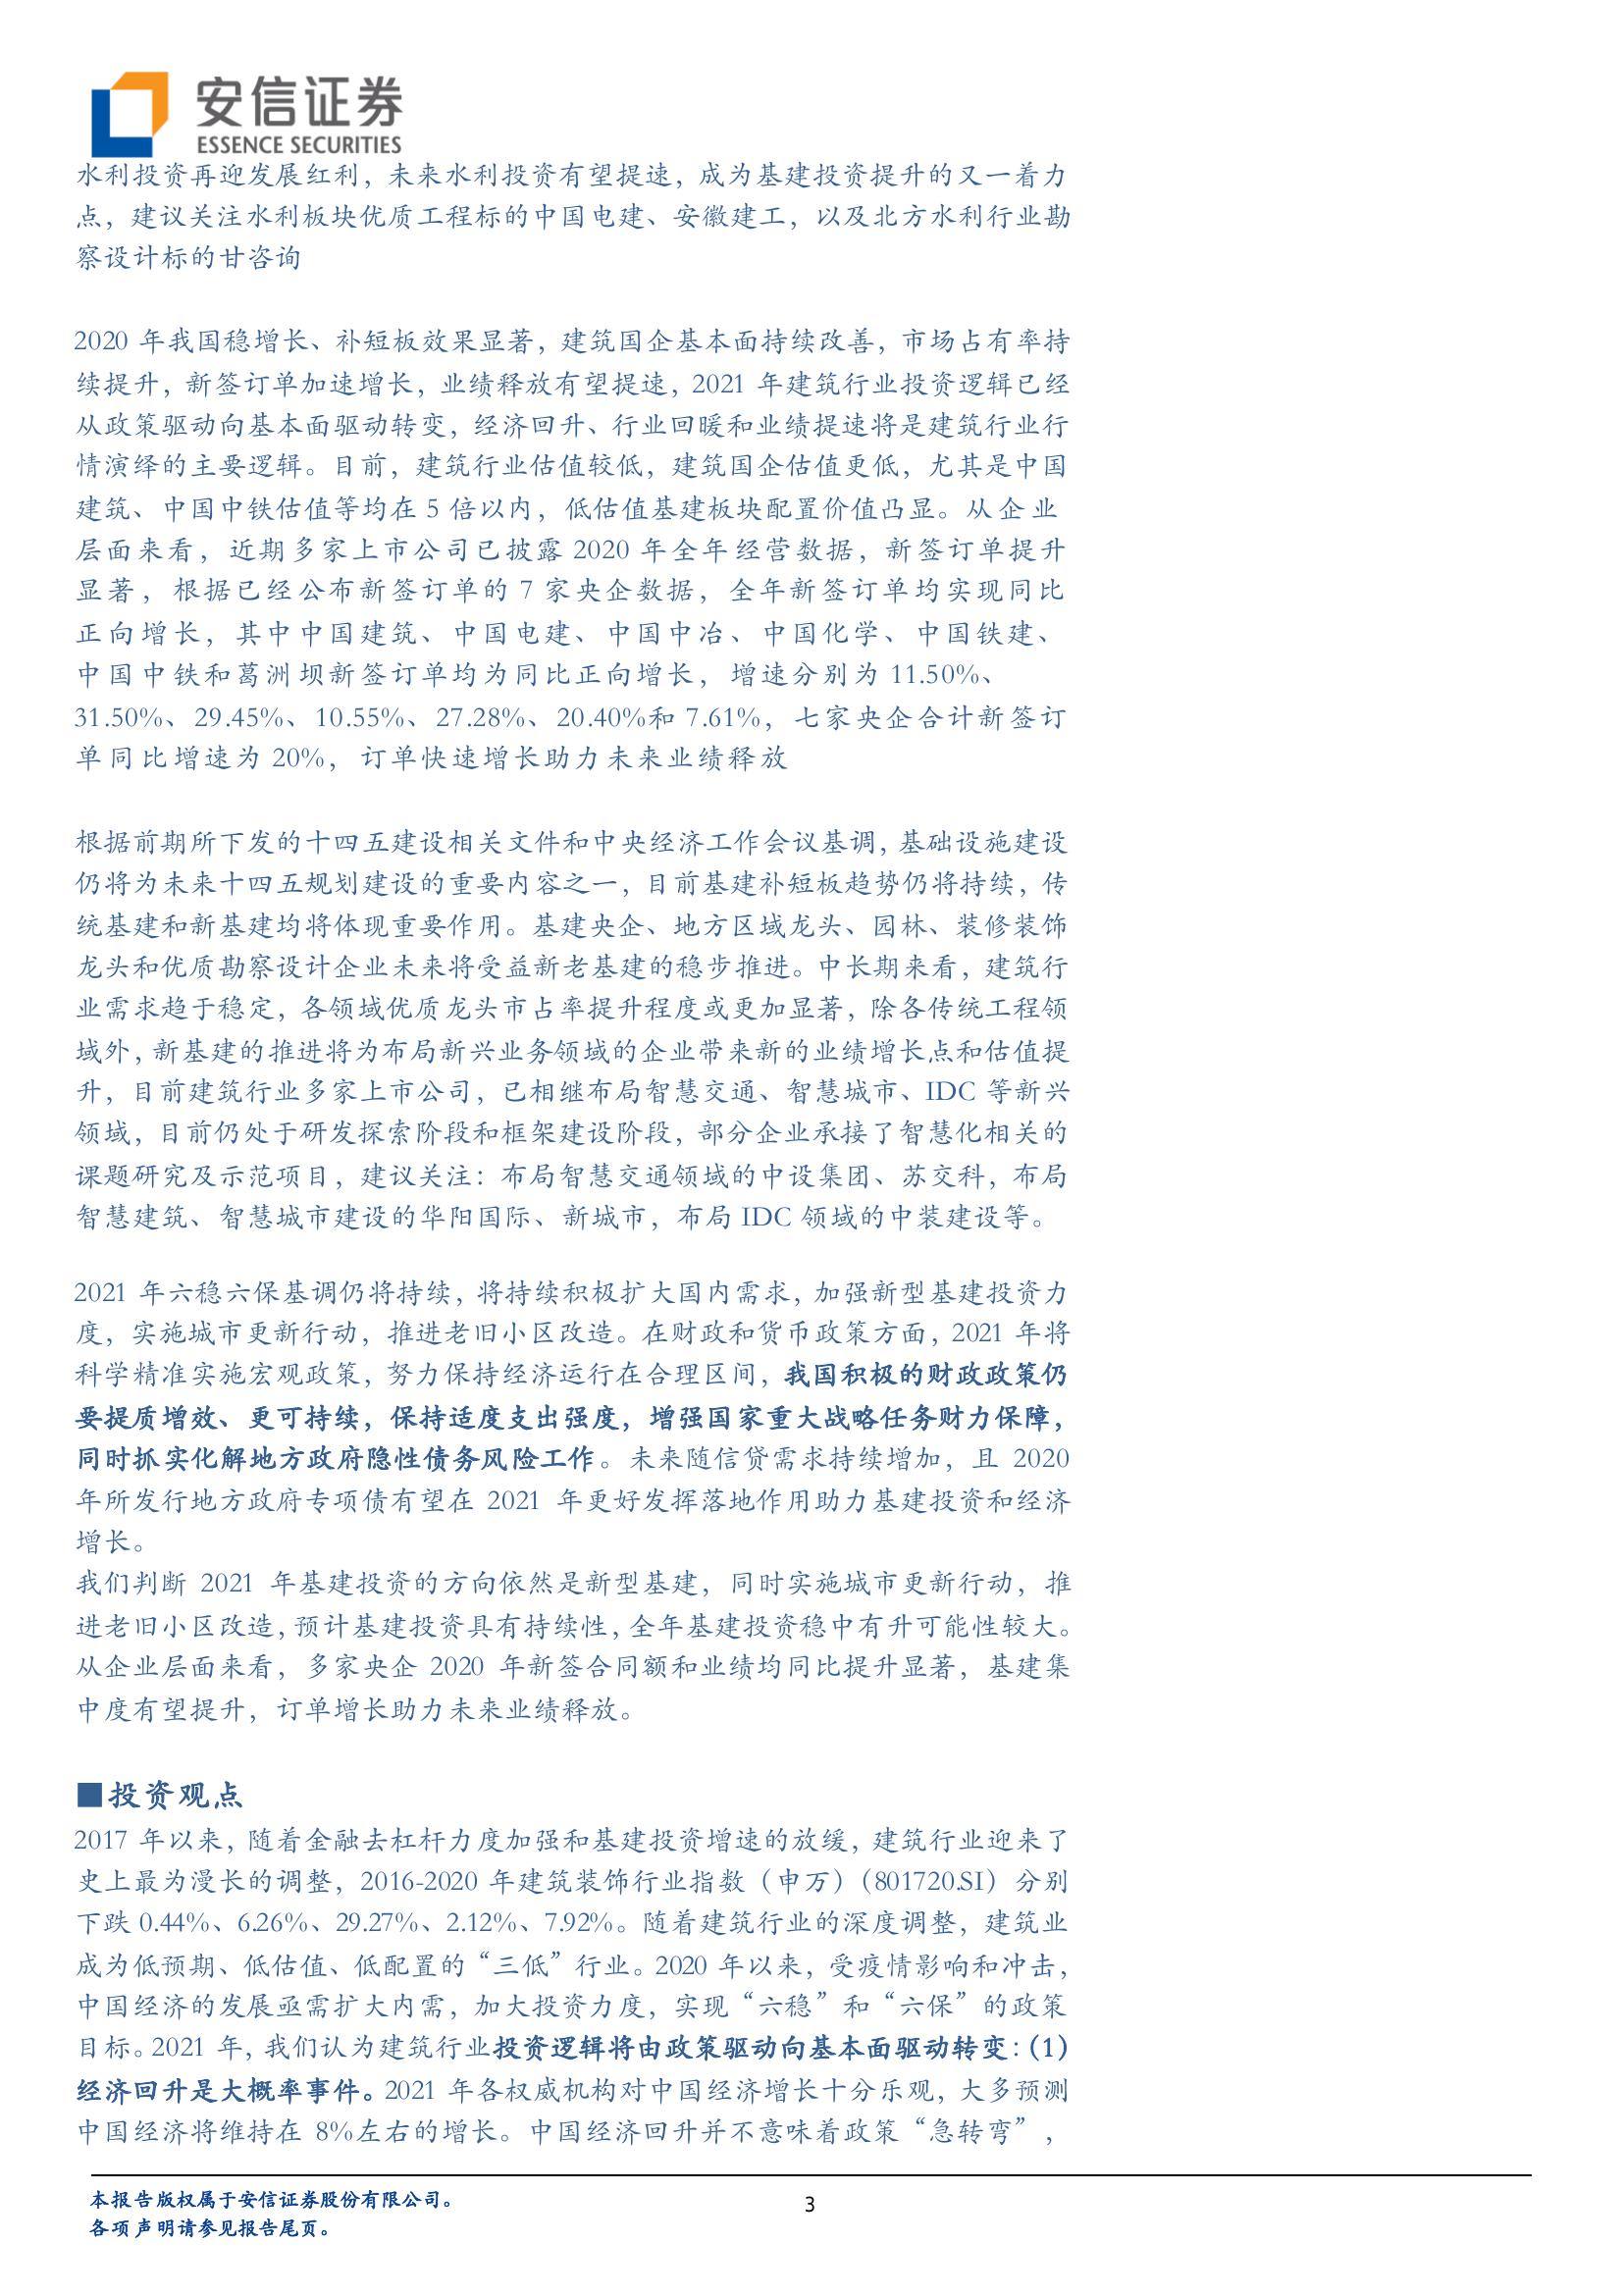 安信证券
ESSENCE SECURITIES
水利投资再迎发展红利，未来水利投资有望提速，成为基建投资提升的又一着力
点，建议关注水利板块优质工程标的中国电建、安徽建工，以及北方水利行业勘
察设计标的甘咨询
2020 年我国稳增长、补短板效果显著，建筑国企基本面持续改善，市场占有率持
续提升，新签订单加速增长，业绩释放有望提速，2021 年建筑行业投资逻辑已经
从政策驱动向基本面驱动转变，经济回升、行业回暖和业绩提速将是建筑行业行
情演绎的主要逻辑。目前，建筑行业估值较低，建筑国企估值更低，尤其是中国
建筑、中国中铁估值等均在 5 倍以内，低估值基建板块配置价值凸显。从企业
层面来看，近期多家上市公司已披露 2020 年全年经营数据，新签订单提升
显著，根据已经公布新签订单的 7 家央企数据，全年新签订单均实现同比
正向增长，其中中国建筑、中国电建、中国中冶、中国化学、中国铁建、
中国中铁和葛洲坝新签订单均为同比正向增长，增速分别为 11.50%、
31.50%、29.45%、10.55%、27.28%、20.40%和 7.61%，七家央企合计新签订
单同比增速为 20%，订单快速增长助力未来业绩释放
根据前期所下发的十四五建设相关文件和中央经济工作会议基调，基础设施建设
仍将为未来十四五规划建设的重要内容之一，目前基建补短板趋势仍将持续，传
统基建和新基建均将体现重要作用。基建央企、地方区域龙头、园林、装修装饰
龙头和优质勘察设计企业未来将受益新老基建的稳步推进。中长期来看，建筑行
业需求趋于稳定，各领域优质龙头市占率提升程度或更加显著，除各传统工程领
域外，新基建的推进将为布局新兴业务领域的企业带来新的业绩增长点和估值提
升，目前建筑行业多家上市公司，已相继布局智慧交通、智慧城市、IDC 等新兴
领域，目前仍处于研发探索阶段和框架建设阶段，部分企业承接了智慧化相关的
课题研究及示范项目，建议关注：布局智慧交通领域的中设集团、苏交科，布局
智慧建筑、智慧城市建设的华阳国际、新城市，布局 IDC 领域的中装建设等。
2021 年六稳六保基调仍将持续，将持续积极扩大国内需求，加强新型基建投资力
度，实施城市更新行动，推进老旧小区改造。在财政和货币政策方面，2021 年将
科学精准实施宏观政策，努力保持经济运行在合理区间，我国积极的财政政策仍
要提质增效、更可持续，保持适度支出强度，增强国家重大战略任务财力保障，
同时抓实化解地方政府隐性债务风险工作。未来随信贷需求持续增加，且 2020
年所发行地方政府专项债有望在 2021 年更好发挥落地作用助力基建投资和经济
增长。
我们判断 2021 年基建投资的方向依然是新型基建，同时实施城市更新行动，推
进老旧小区改造，预计基建投资具有持续性，全年基建投资稳中有升可能性较大。
从企业层面来看，多家央企 2020 年新签合同额和业绩均同比提升显著，基建集
中度有望提升，订单增长助力未来业绩释放。
■投资观点
2017 年以来，随着金融去杠杆力度加强和基建投资增速的放缓，建筑行业迎来了
史上最为漫长的调整，2016-2020 年建筑装饰行业指数（申万）（801720.SI）分别
下跌 0.44%、6.26%、29.27%、2.12%、7.92%。随着建筑行业的深度调整，建筑业
成为低预期、低估值、低配置的“三低”行业。2020 年以来，受疫情影响和冲击，
中国经济的发展亟需扩大内需，加大投资力度，实现“六稳”和“六保”的政策
目标。2021 年，我们认为建筑行业投资逻辑将由政策驱动向基本面驱动转变：（1）
经济回升是大概率事件。2021 年各权威机构对中国经济增长十分乐观，大多预测
中国经济将维持在 8%左右的增长。中国经济回升并不意味着政策“急转弯”，
本报告版权属于安信证券股份有限公司。
3
各项声明请参见报告尾页。